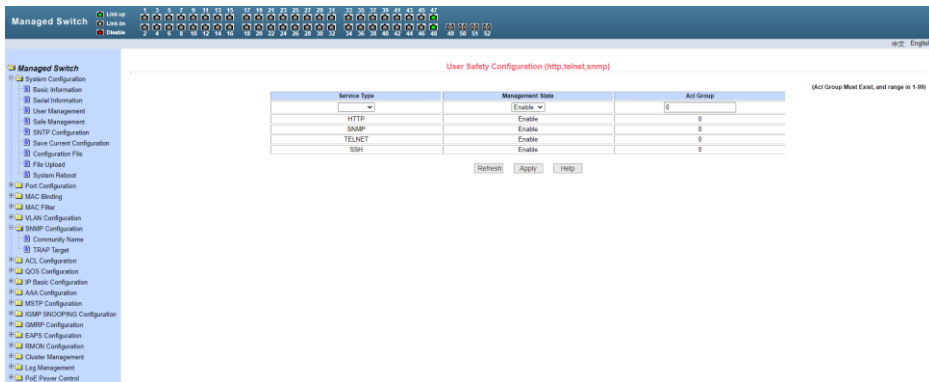 Managed Switch
Link up
Link dn
Disable
1 3 5 7 9 11 13 15 17 19 21 23 25 27 29 31 33 35 37 39 41 43 45 47
2 4 6 8 10 12 14 16 18 20 22 24 26 28 30 32 34 36 38 40 42 44 46 48 49 50 51 52
中文 English
Managed Switch
System Configuration
Basic Information
Serial Information
User Management
Safe Management
SNTP Configuration
Save Current Configuration
Configuration File
File Upload
System Reboot
Port Configuration
MAC Binding
MAC Filter
VLAN Configuration
SNMP Configuration
Community Name
TRAP Target
ACL Configuration
QOS Configuration
IP Basic Configuration
AAA Configuration
MSTP Configuration
IGMP SNOOPING Configuration
GMRP Configuration
EAPS Configuration
RMON Configuration
Cluster Management
Log Management
PoE Power Control
User Safety Configuration (http,telnet,snmp)
(Acl Group Must Exist, and range in 1-99)
Service Type Management State Acl Group
Enable 0
HTTP Enable 0
SNMP Enable 0
TELNET Enable 0
SSH Enable 0
Refresh Apply Help